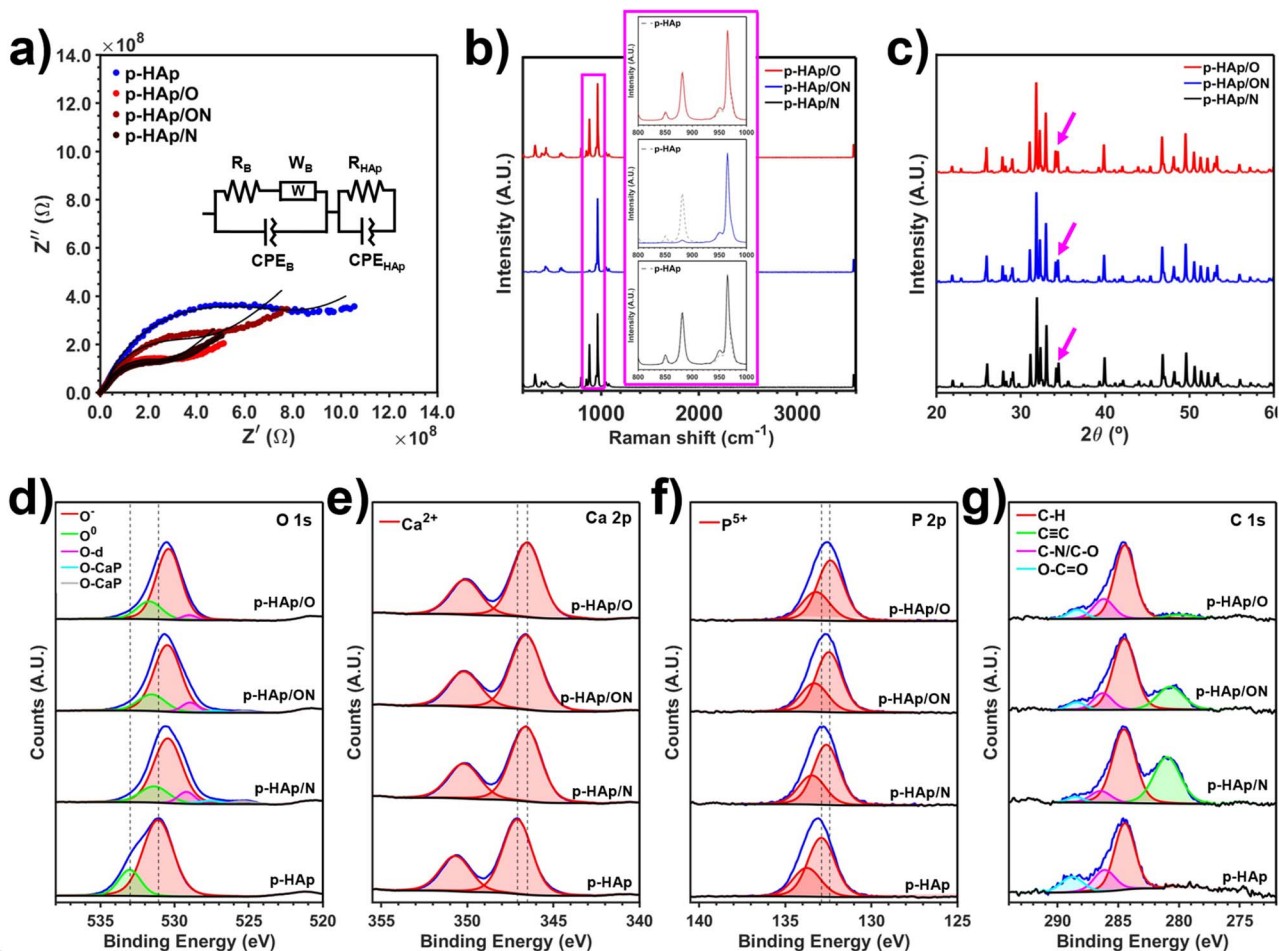 a)
×10⁸
14.0
12.0
10.0
8.0
6.0
4.0
2.0
0.0
Z′′ (Ω)
p-HAp
p-HAp/O
p-HAp/ON
p-HAp/N
R_B
W_B
R_HAp
W
CPE_B
CPE_HAp
0.0 2.0 4.0 6.0 8.0 10.0 12.0 14.0
Z′ (Ω)
×10⁸
b)
Intensity (A.U.)
p-HAp/O
p-HAp/ON
p-HAp/N
p-HAp
Intensity (A.U.)
800 850 900 950 1000
p-HAp
Intensity (A.U.)
800 850 900 950 1000
p-HAp
Intensity (A.U.)
800 850 900 950 1000
1000 2000 3000
Raman shift (cm⁻¹)
c)
Intensity (A.U.)
p-HAp/O
p-HAp/ON
p-HAp/N
20 30 40 50 60
2θ (º)
d)
O⁻
O⁰
O-d
O-CaP
O-CaP
O 1s
p-HAp/O
p-HAp/ON
p-HAp/N
p-HAp
Counts (A.U.)
535 530 525 520
Binding Energy (eV)
e)
Ca²⁺
Ca 2p
p-HAp/O
p-HAp/ON
p-HAp/N
p-HAp
Counts (A.U.)
355 350 345 340
Binding Energy (eV)
f)
P⁵⁺
P 2p
p-HAp/O
p-HAp/ON
p-HAp/N
p-HAp
Counts (A.U.)
140 135 130 125
Binding Energy (eV)
g)
C-H
C≡C
C-N/C-O
O-C=O
C 1s
p-HAp/O
p-HAp/ON
p-HAp/N
p-HAp
Counts (A.U.)
290 285 280 275
Binding Energy (eV)